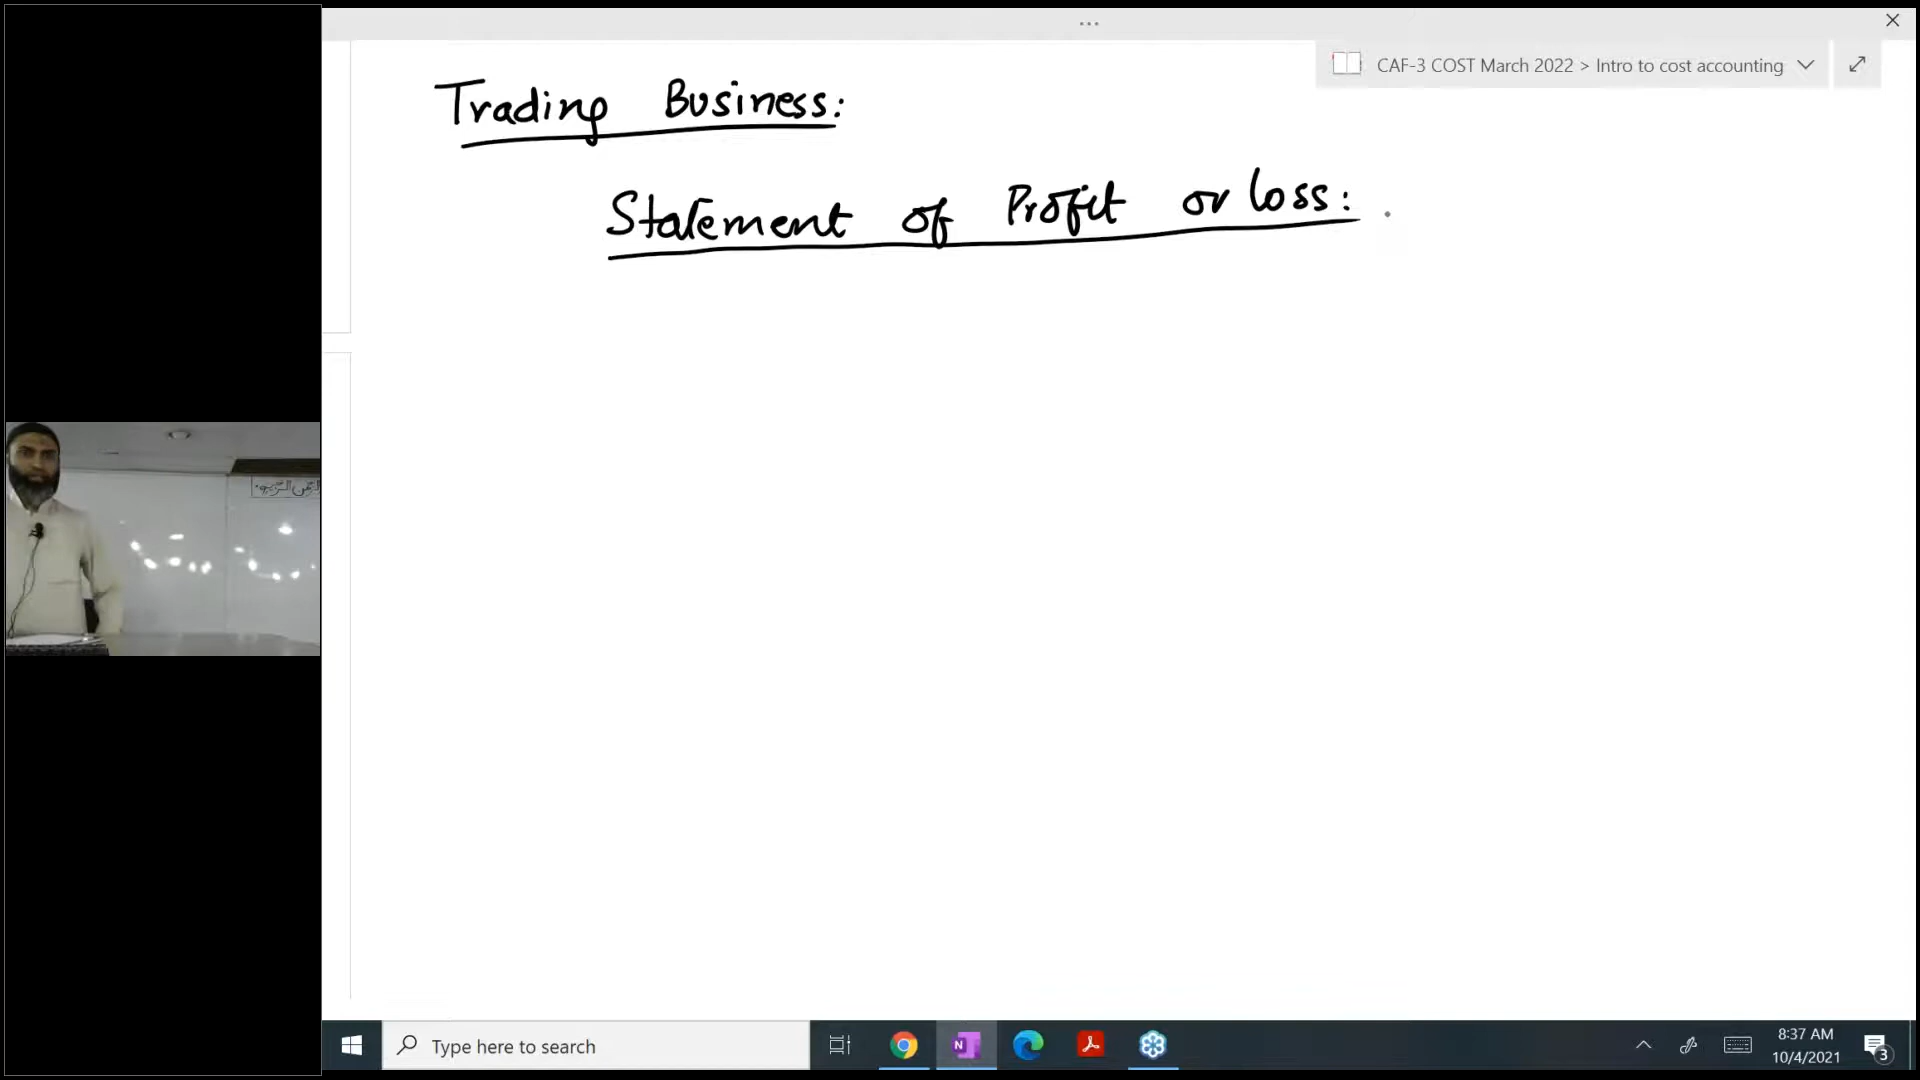 CAF-3 COST March 2022 > Intro to cost accounting
Trading Business:
Statement of Profit or loss:
Type here to search
8:37 AM
10/4/2021
3